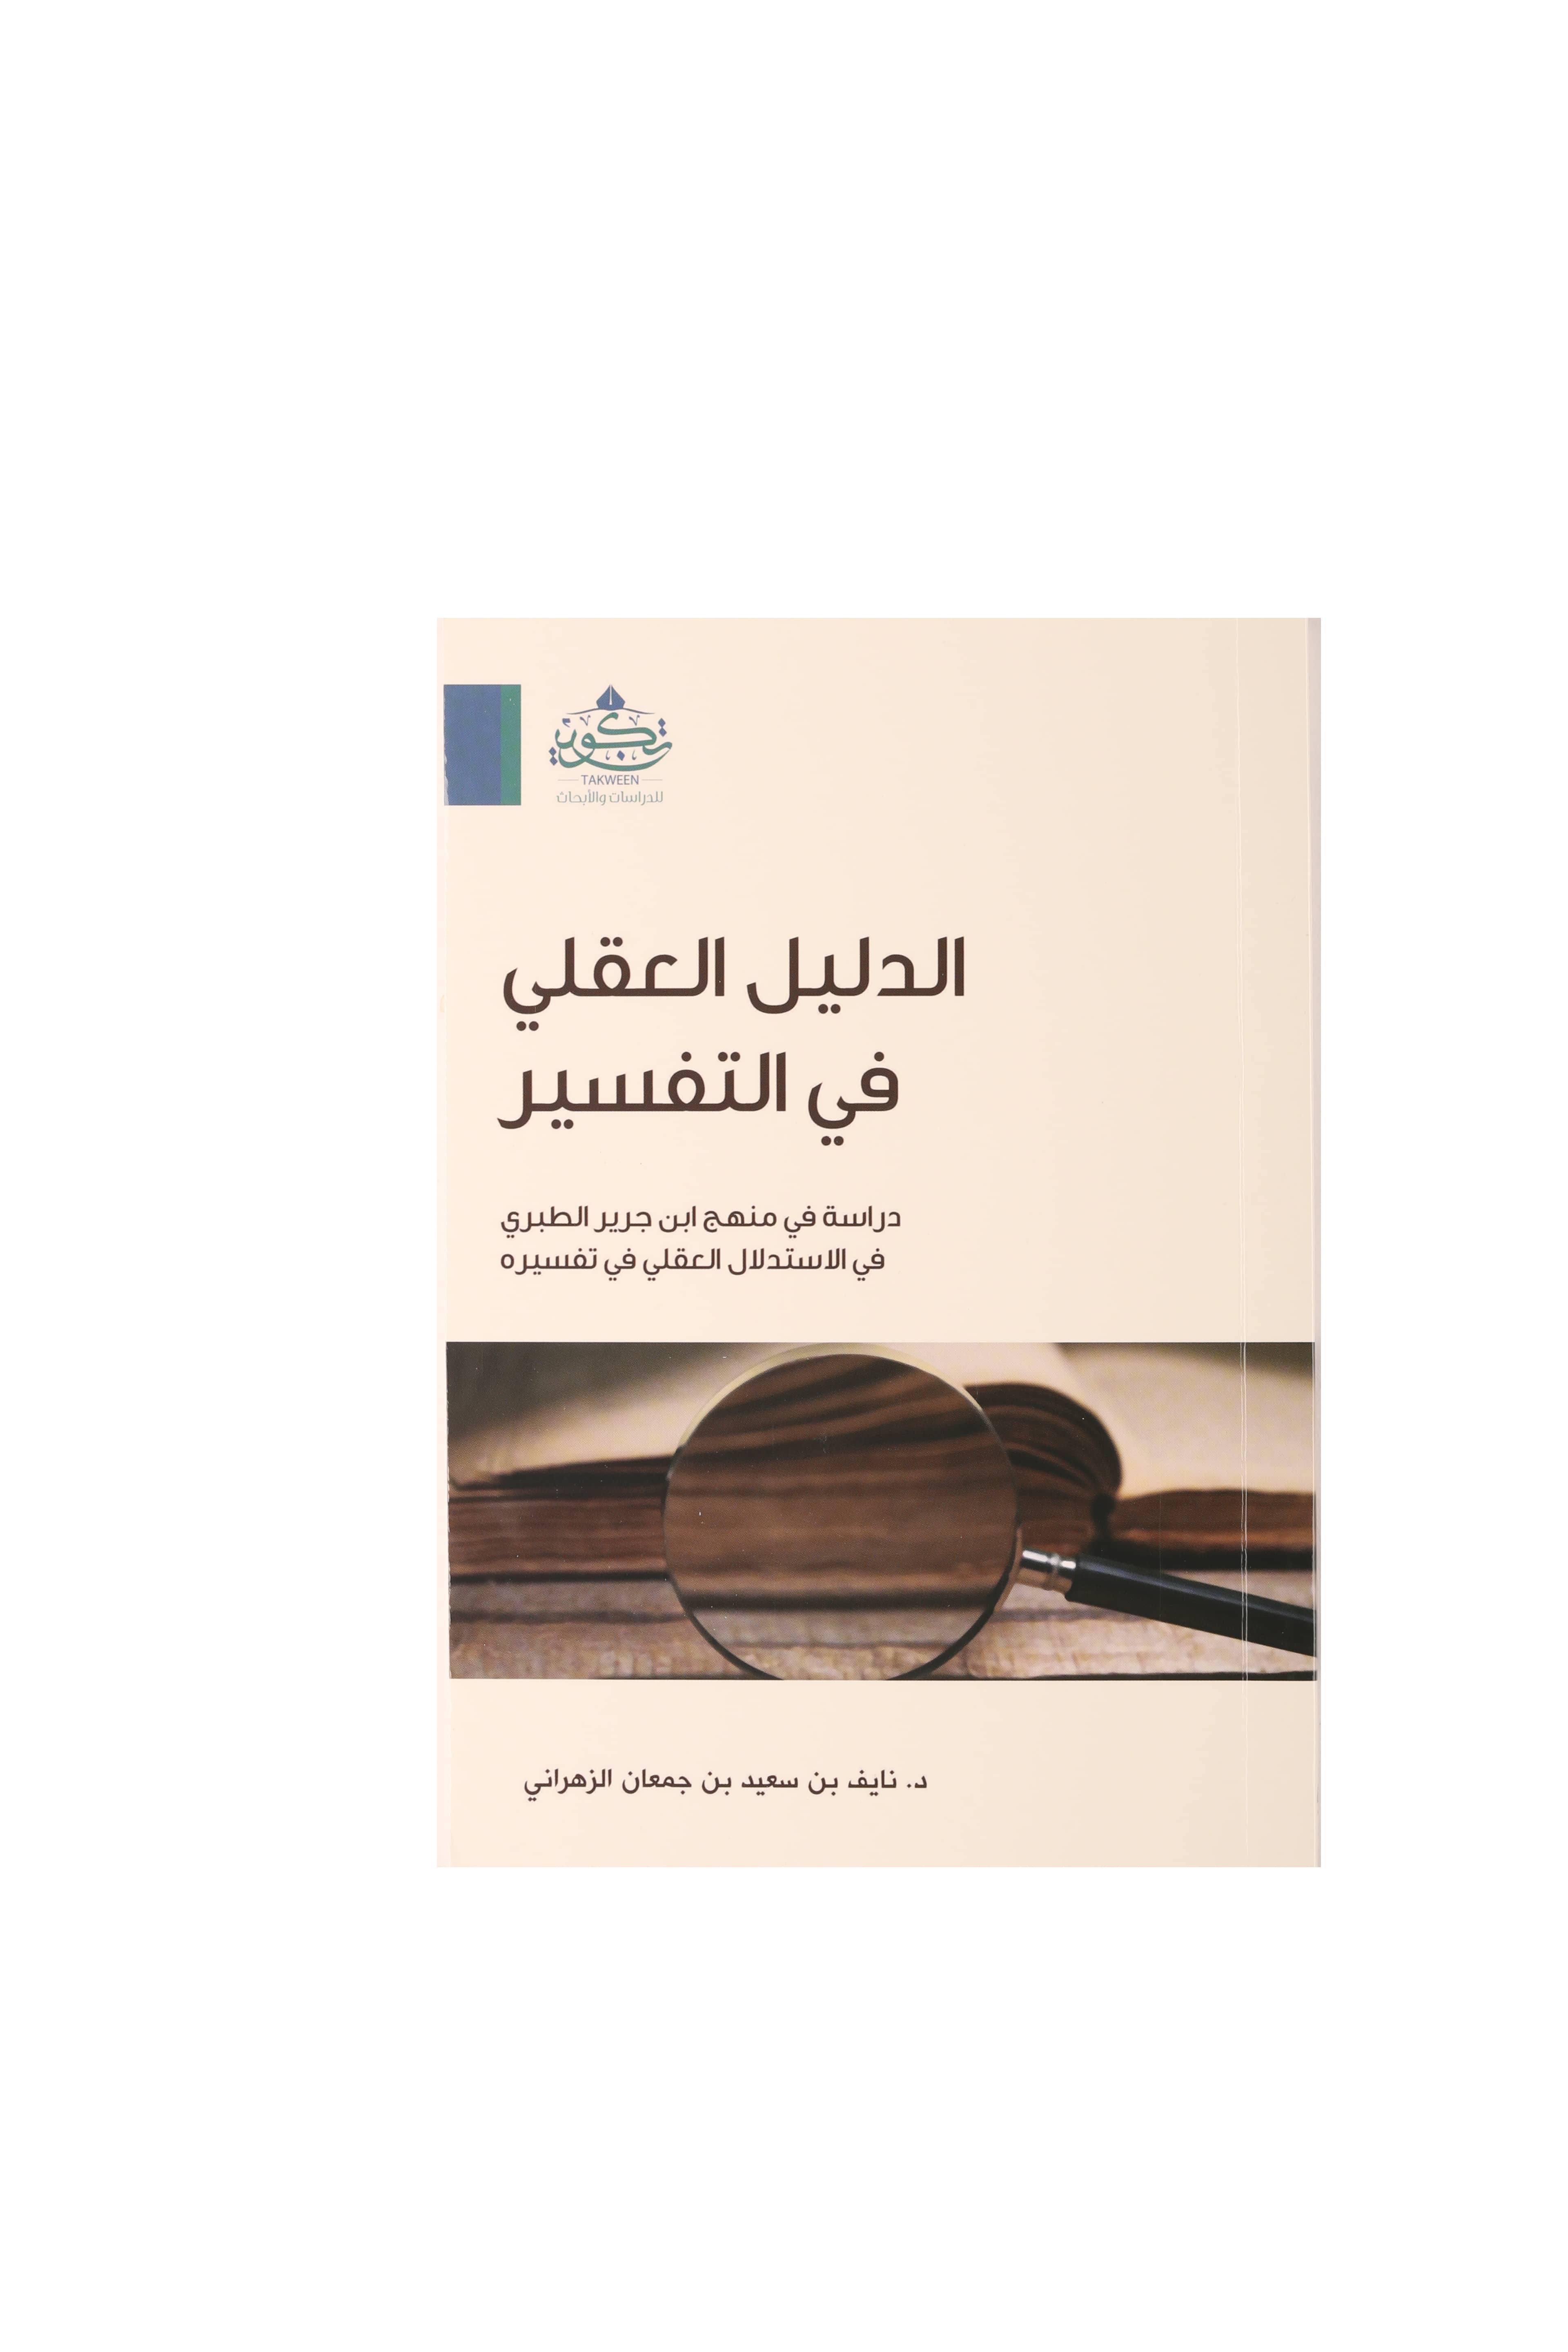 تكوين
TAKWEEN
للدراسات والأبحاث
الدليل العقلي
في التفسير
دراسة في منهج ابن جرير الطبري
في الاستدلال العقلي في تفسيره
د. نايف بن سعيد بن جمعان الزهراني